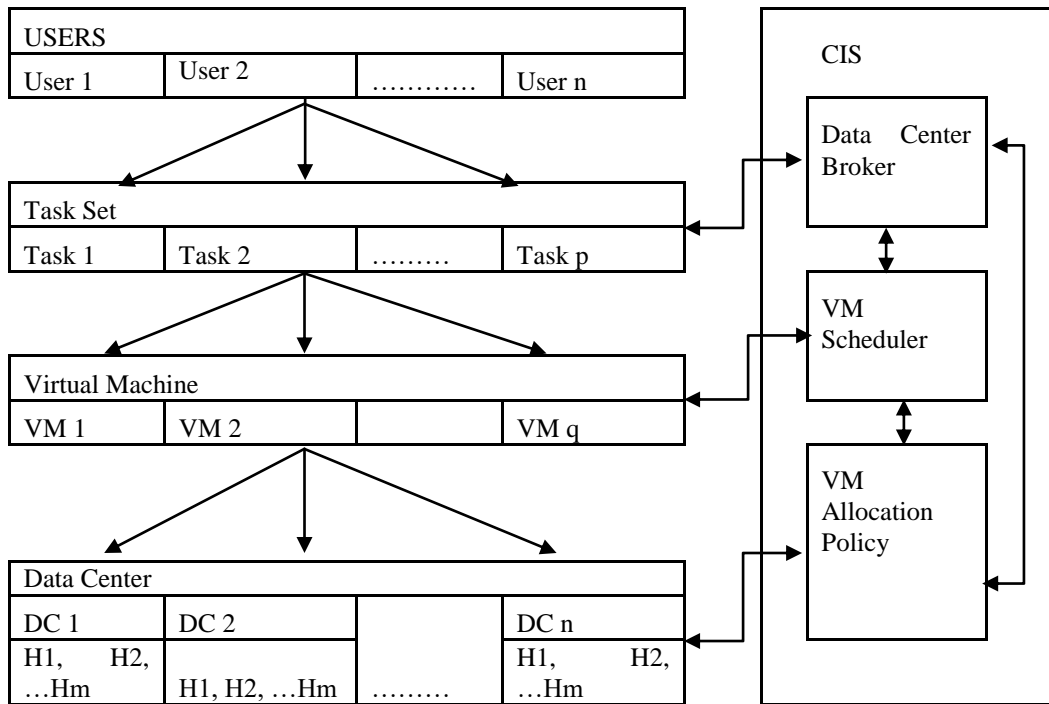 USERS
User 1
User 2
…………
User n
Task Set
Task 1
Task 2
………
Task p
Virtual Machine
VM 1
VM 2
VM q
Data Center
DC 1
DC 2
DC n
H1, H2,
…Hm
H1, H2, …Hm
………
H1, H2,
…Hm
CIS
Data Center
Broker
VM
Scheduler
VM
Allocation
Policy